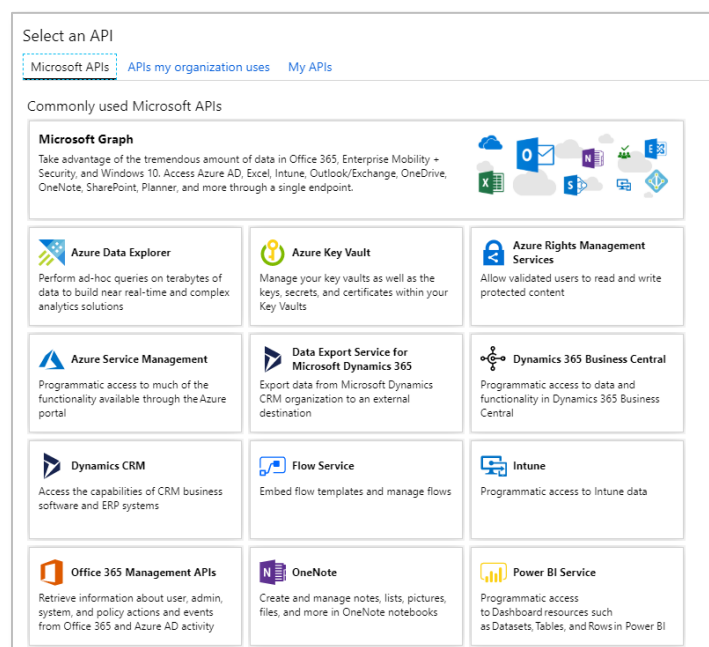 Select an API
Microsoft APIs APIs my organization uses My APIs
Commonly used Microsoft APIs
Microsoft Graph
Take advantage of the tremendous amount of data in Office 365, Enterprise Mobility +
Security, and Windows 10. Access Azure AD, Excel, Intune, Outlook/Exchange, OneDrive,
OneNote, SharePoint, Planner, and more through a single endpoint.
Azure Data Explorer
Perform ad-hoc queries on terabytes of
data to build near real-time and complex
analytics solutions
Azure Key Vault
Manage your key vaults as well as the
keys, secrets, and certificates within your
Key Vaults
Azure Rights Management
Services
Allow validated users to read and write
protected content
Azure Service Management
Programmatic access to much of the
functionality available through the Azure
portal
Data Export Service for
Microsoft Dynamics 365
Export data from Microsoft Dynamics
CRM organization to an external
destination
Dynamics 365 Business Central
Programmatic access to data and
functionality in Dynamics 365 Business
Central
Dynamics CRM
Access the capabilities of CRM business
software and ERP systems
Flow Service
Embed flow templates and manage flows
Intune
Programmatic access to Intune data
Office 365 Management APIs
Retrieve information about user, admin,
system, and policy actions and events
from Office 365 and Azure AD activity
OneNote
Create and manage notes, lists, pictures,
files, and more in OneNote notebooks
Power BI Service
Programmatic access
to Dashboard resources such
as Datasets, Tables, and Rows in Power BI